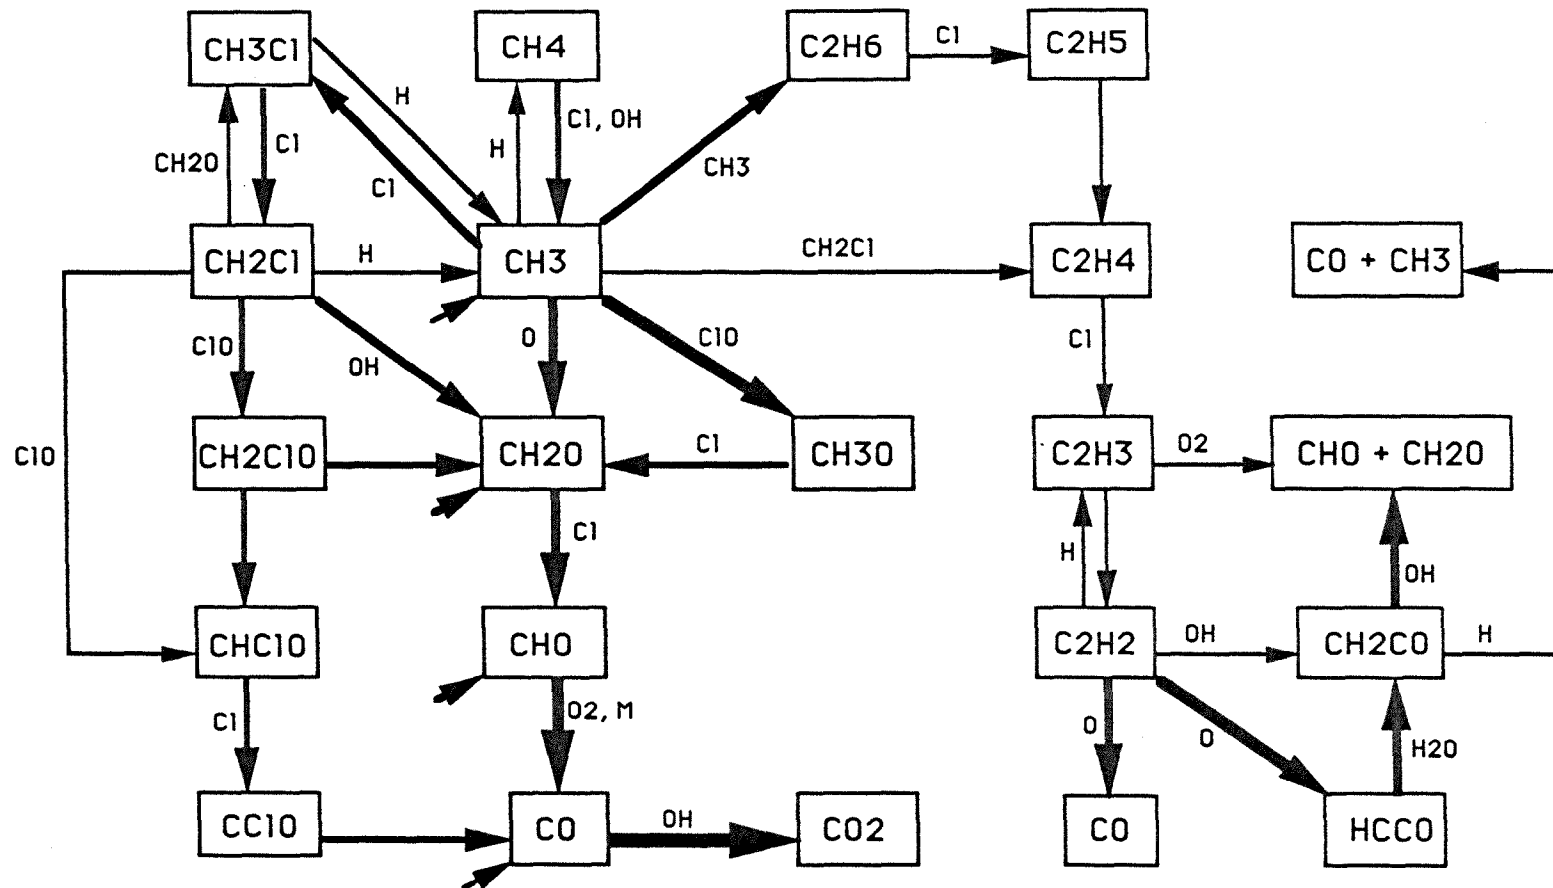 CH3Cl
CH4
C2H6
Cl
C2H5
H
Cl, OH
Cl
H
CH2O
CH3
Cl
CH2Cl
H
CH3
CH2Cl
C2H4
CO + CH3
ClO
O
ClO
Cl
OH
ClO
CH2ClO
CH2O
Cl
CH3O
C2H3
O2
CHO + CH2O
Cl
H
OH
CHClO
CHO
C2H2
OH
CH2CO
H
Cl
O2, M
O
O
H2O
CClO
CO
OH
CO2
CO
HCCO